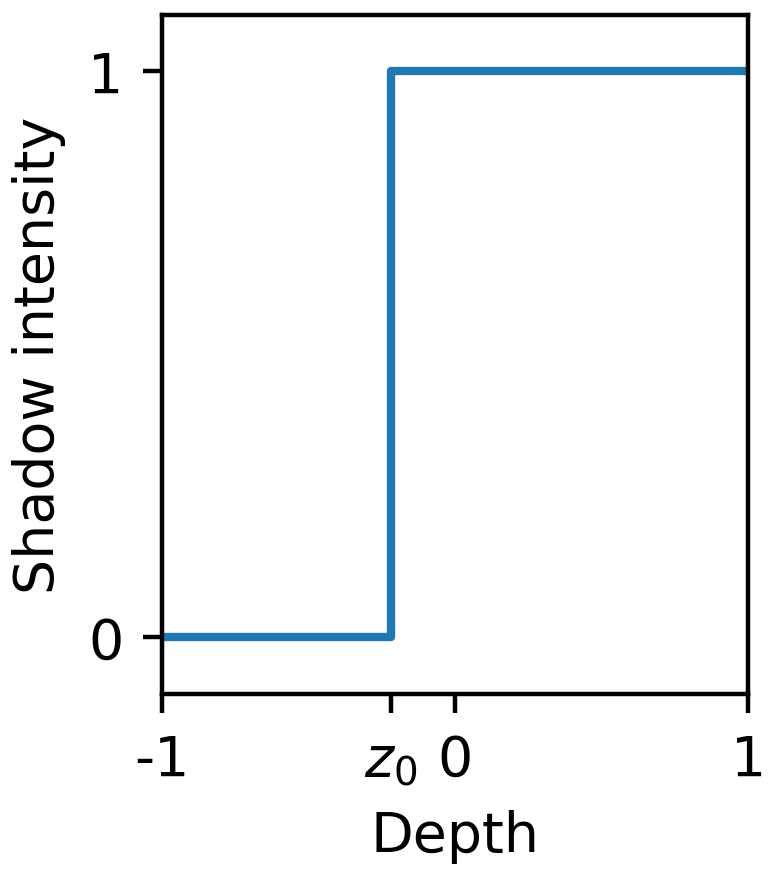 Shadow intensity
1
0
-1 z₀ 0 1
Depth